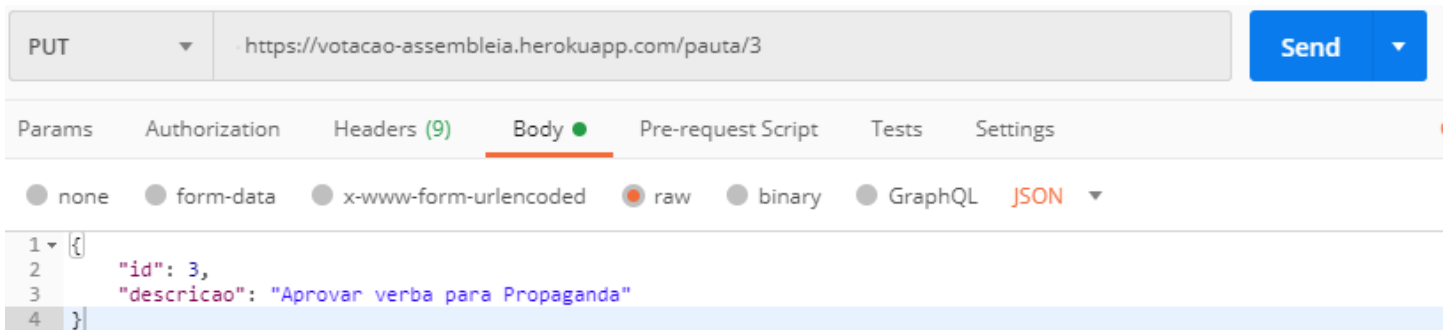 PUT https://votacao-assembleia.herokuapp.com/pauta/3 Send
Params Authorization Headers (9) Body Pre-request Script Tests Settings
none form-data x-www-form-urlencoded raw binary GraphQL JSON
1 {
2 "id": 3,
3 "descricao": "Aprovar verba para Propaganda"
4 }